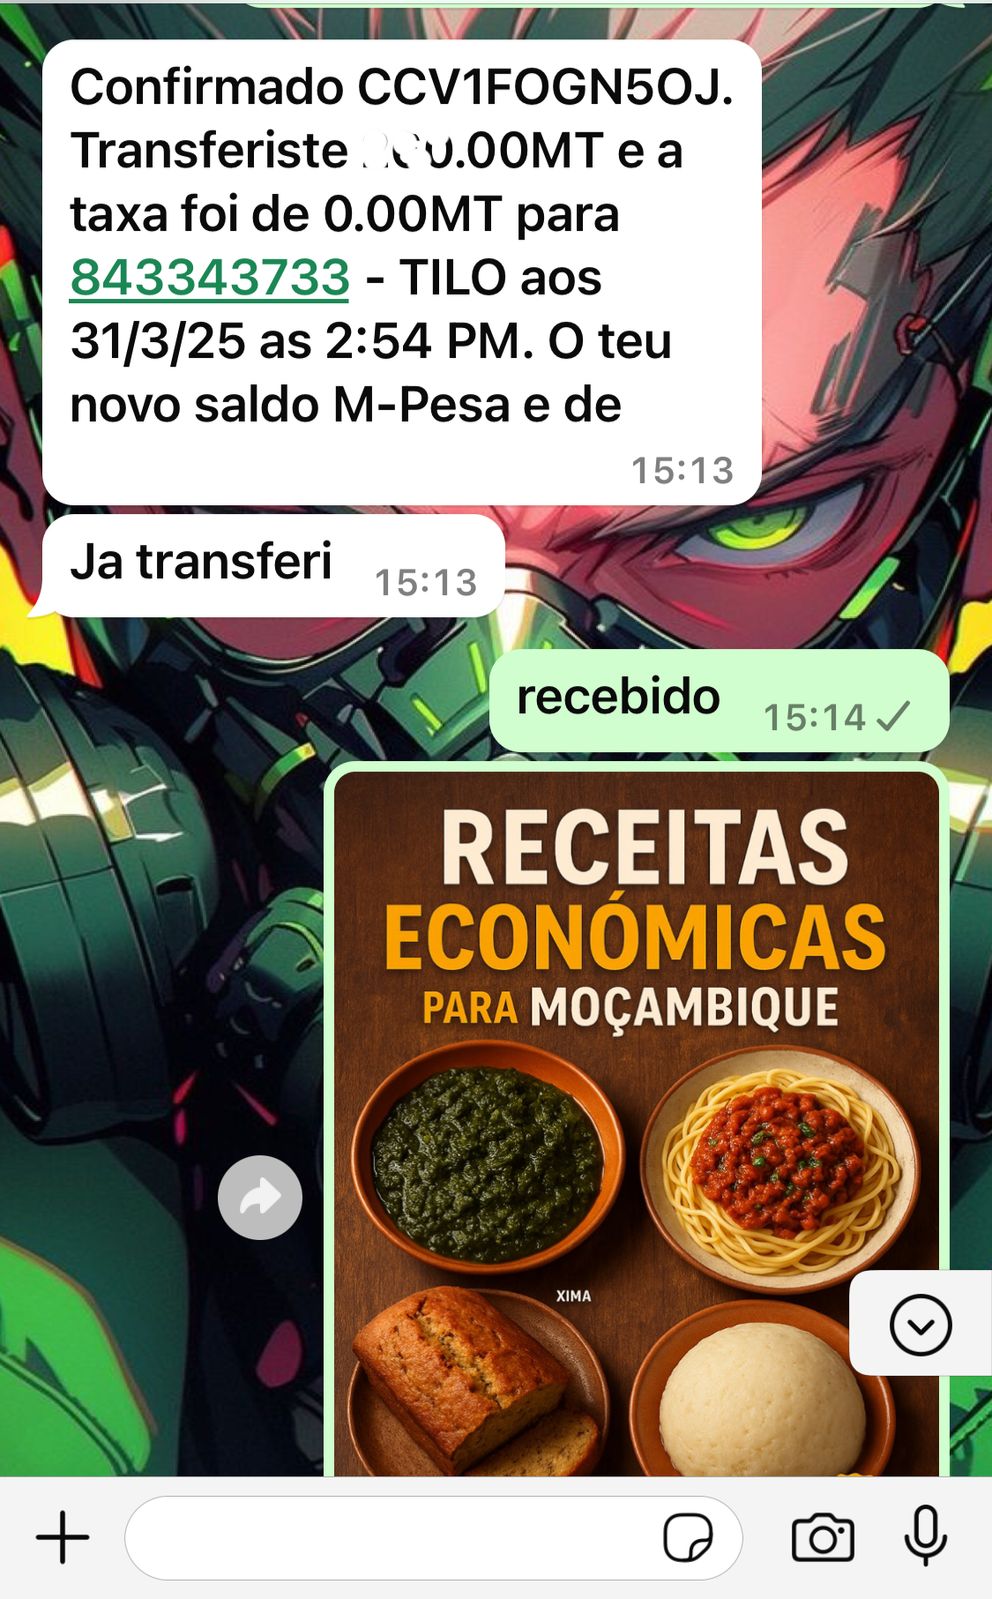 Confirmado CCV1FOGN5OJ.
Transferiste 0.00MT e a
taxa foi de 0.00MT para
843343733 - TILO aos
31/3/25 as 2:54 PM. O teu
novo saldo M-Pesa e de
15:13
Ja transferi 15:13
recebido 15:14
RECEITAS
ECONÓMICAS
PARA MOÇAMBIQUE
XIMA